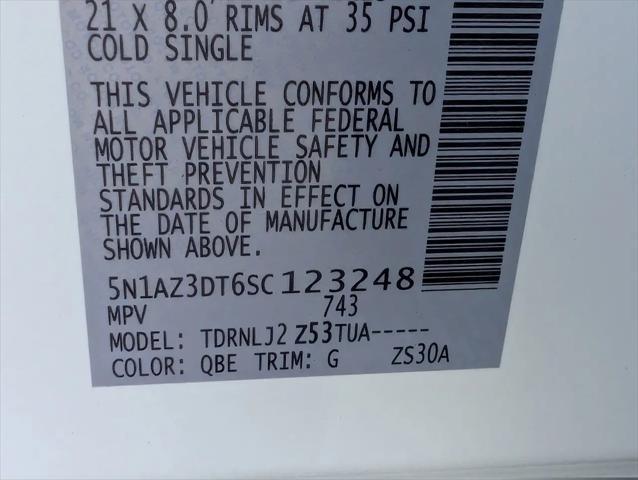 21 X 8.0 RIMS AT 35 PSI
COLD SINGLE
THIS VEHICLE CONFORMS TO
ALL APPLICABLE FEDERAL
MOTOR VEHICLE SAFETY AND
THEFT PREVENTION
STANDARDS IN EFFECT ON
THE DATE OF MANUFACTURE
SHOWN ABOVE.
5N1AZ3DT6SC123248
MPV 743
MODEL: TDRNLJ2 Z53TUA-----
COLOR: QBE TRIM: G ZS30A